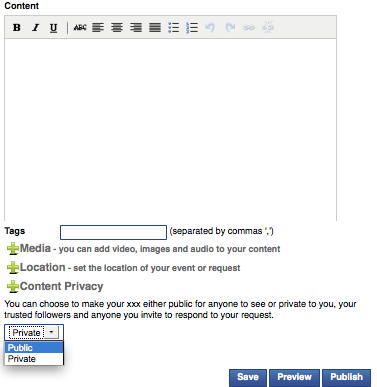 Content
B I U ABC
Tags (separated by commas ',')
Media - you can add video, images and audio to your content
Location - set the location of your event or request
Content Privacy
You can choose to make your xxx either public for anyone to see or private to you, your
trusted followers and anyone you invite to respond to your request.
Private
Public
Private
Save Preview Publish